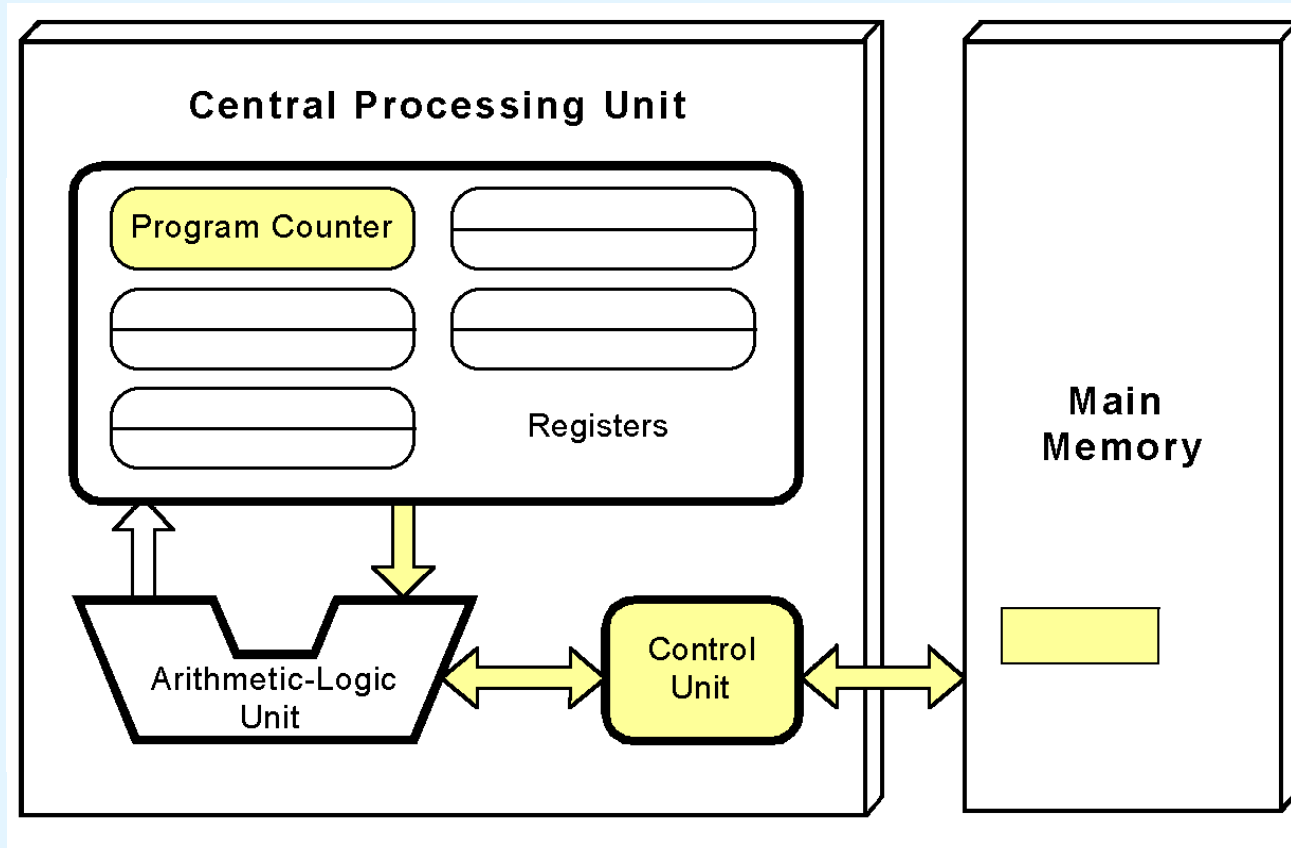 Central Processing Unit
Program Counter
Registers
Arithmetic-Logic
Unit
Control
Unit
Main
Memory